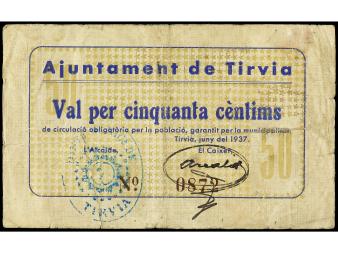 Ajuntament de Tirvia
Val per cinquanta cèntims
de circulació obligatòria per la població, garantit per la municipalitat.
Tirvia, juny del 1937.
L'Alcalde, El Caixer,
Nº 0872
50
TIRVIA